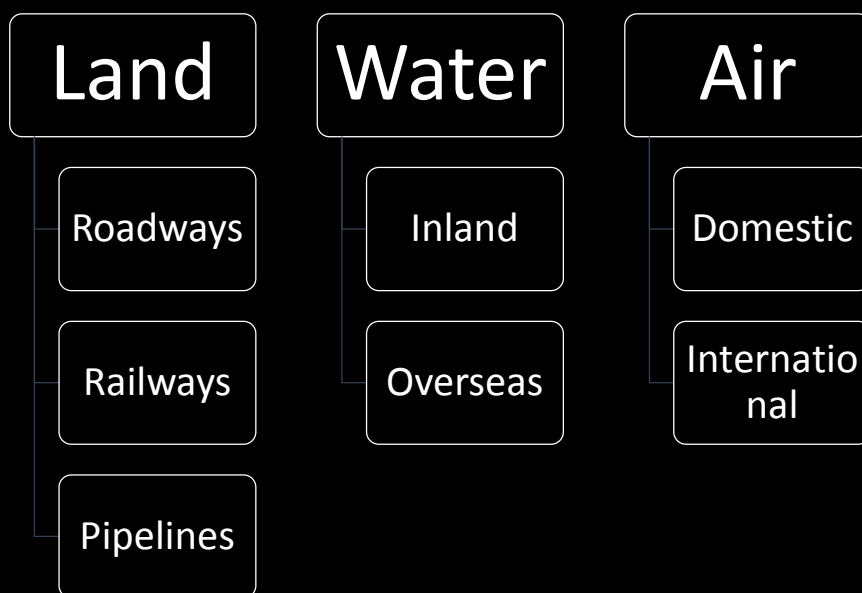 Land
Roadways
Railways
Pipelines
Water
Inland
Overseas
Air
Domestic
Internatio
nal